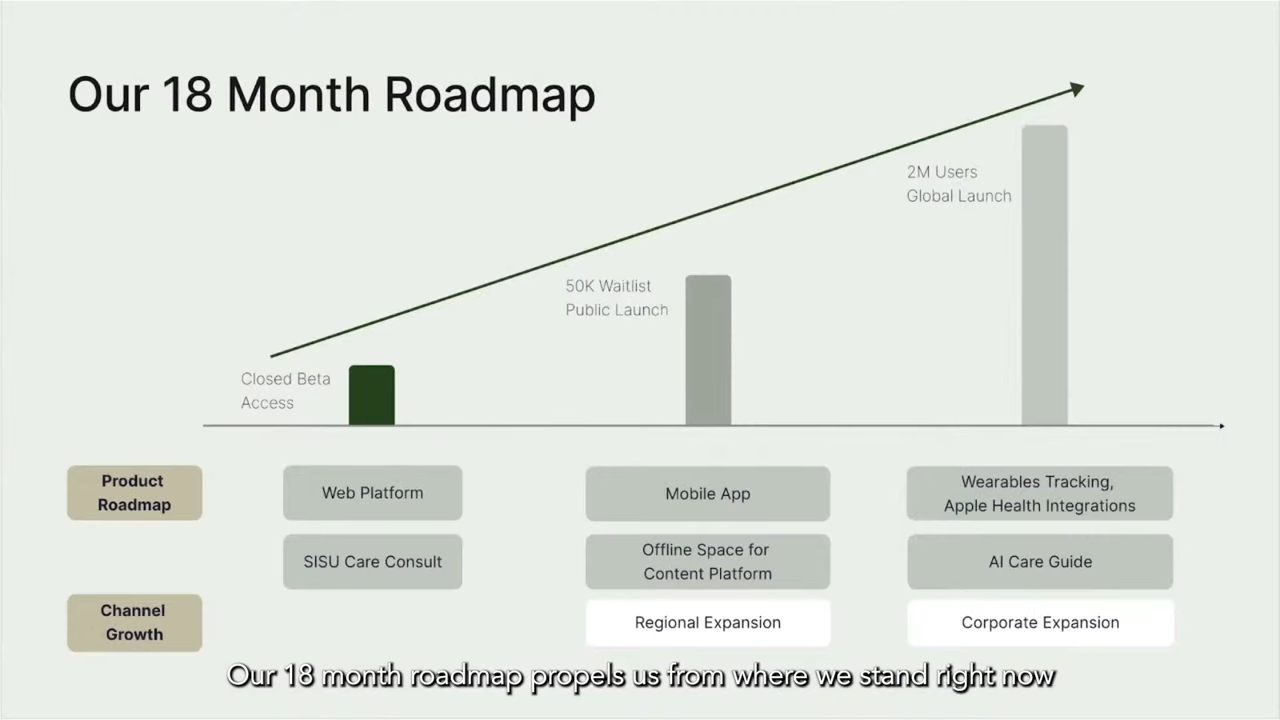 Our 18 Month Roadmap
2M Users
Global Launch
50K Waitlist
Public Launch
Closed Beta
Access
Product
Roadmap
Web Platform
Mobile App
Wearables Tracking,
Apple Health Integrations
SISU Care Consult
Offline Space for
Content Platform
AI Care Guide
Channel
Growth
Regional Expansion
Corporate Expansion
Our 18 month roadmap propels us from where we stand right now